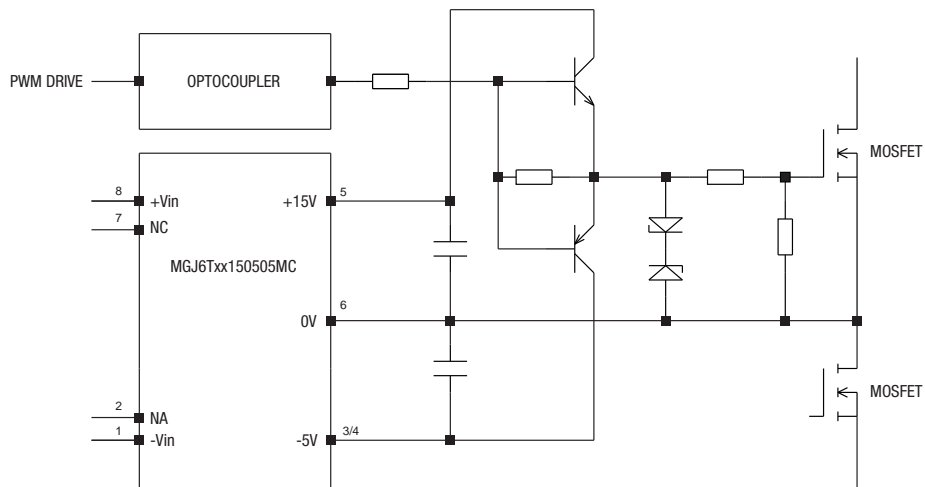 PWM DRIVE
OPTOCOUPLER
MOSFET
8
+Vin
+15V
5
7
NC
MGJ6Txx150505MC
6
0V
MOSFET
2
NA
1
-Vin
-5V
3/4